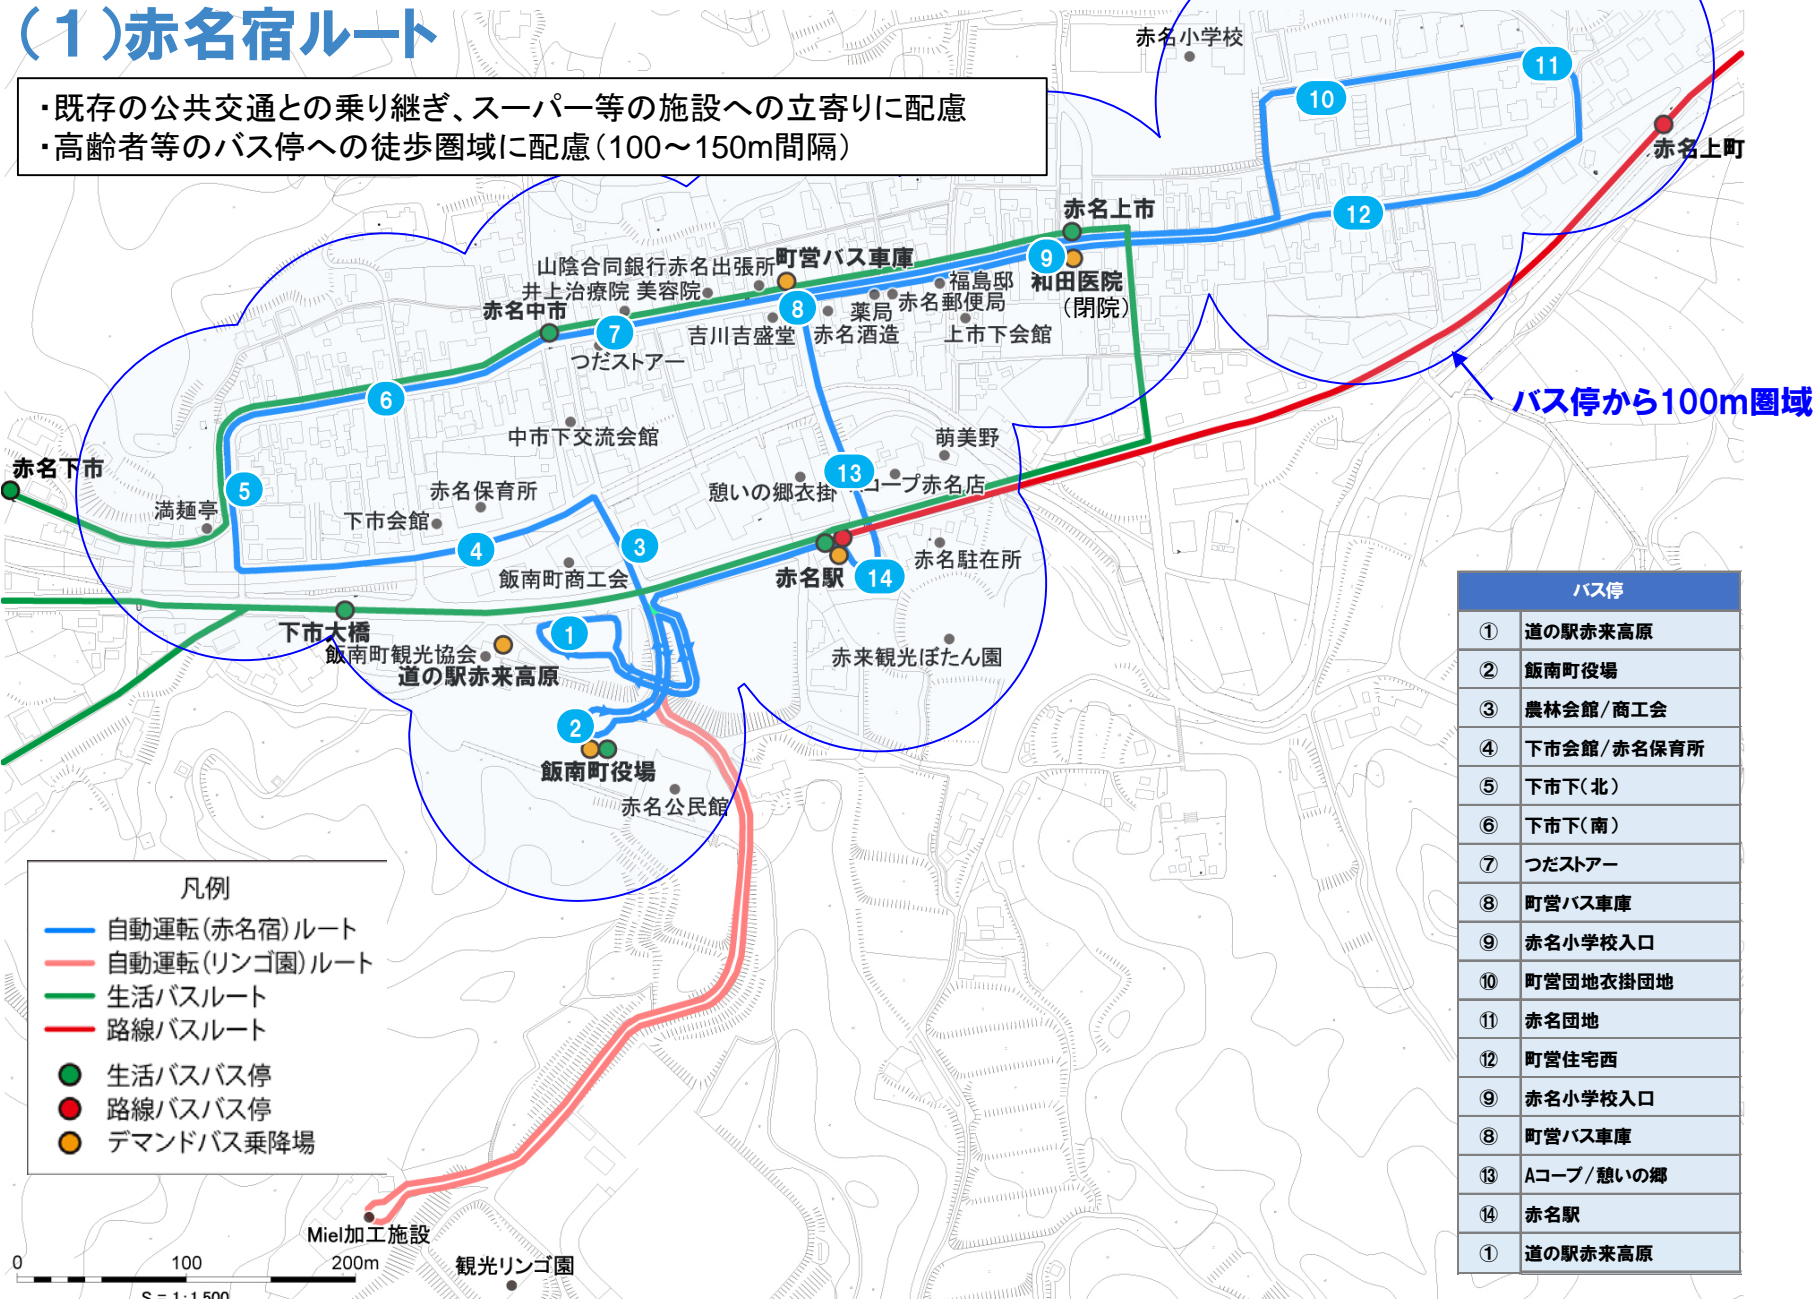 （１）赤名宿ルート
・既存の公共交通との乗り継ぎ、スーパー等の施設への立寄りに配慮
・高齢者等のバス停への徒歩圏域に配慮（100～150m間隔）
赤名小学校
11
10
赤名上町
12
赤名上市
9
和田医院
（閉院）
町営バス車庫
山陰合同銀行赤名出張所
井上治療院 美容院
福島邸
赤名郵便局
薬局
8
赤名中市
7
吉川吉盛堂
赤名酒造
上市下会館
つだストアー
6
バス停から100m圏域
中市下交流会館
萌美野
赤名下市
5
満麺亭
赤名保育所
下市会館
憩いの郷衣掛
13
コープ赤名店
4
3
飯南町商工会
赤名駅
14
赤名駐在所
下市大橋
飯南町観光協会
道の駅赤来高原
1
赤来観光ぼたん園
2
飯南町役場
赤名公民館
凡例
自動運転（赤名宿）ルート
自動運転（リンゴ園）ルート
生活バスルート
路線バスルート
生活バスバス停
路線バスバス停
デマンドバス乗降場
Miel加工施設
観光リンゴ園
0 100 200m
S = 1:1,500
バス停
① 道の駅赤来高原
② 飯南町役場
③ 農林会館/商工会
④ 下市会館/赤名保育所
⑤ 下市下（北）
⑥ 下市下（南）
⑦ つだストアー
⑧ 町営バス車庫
⑨ 赤名小学校入口
⑩ 町営団地衣掛団地
⑪ 赤名団地
⑫ 町営住宅西
⑨ 赤名小学校入口
⑧ 町営バス車庫
⑬ Aコープ/憩いの郷
⑭ 赤名駅
① 道の駅赤来高原